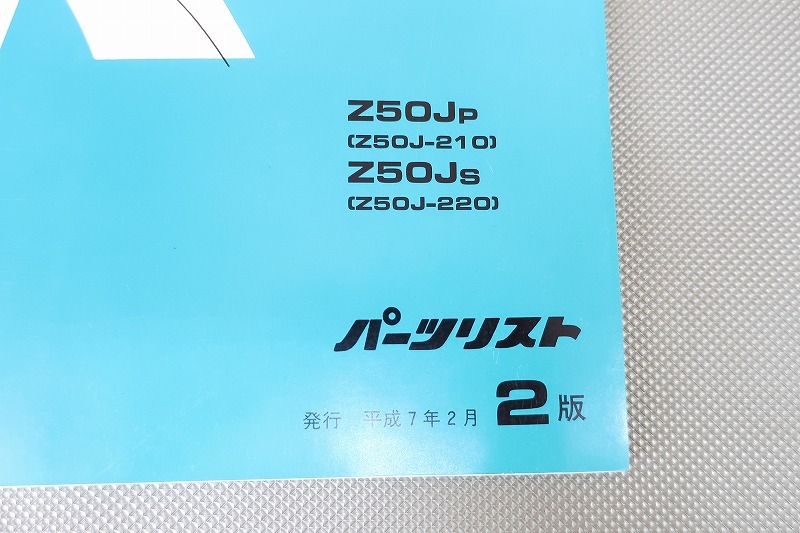 Z50JP
(Z50J-210)
Z50JS
(Z50J-220)
パーツリスト
発行 平成7年2月 2版